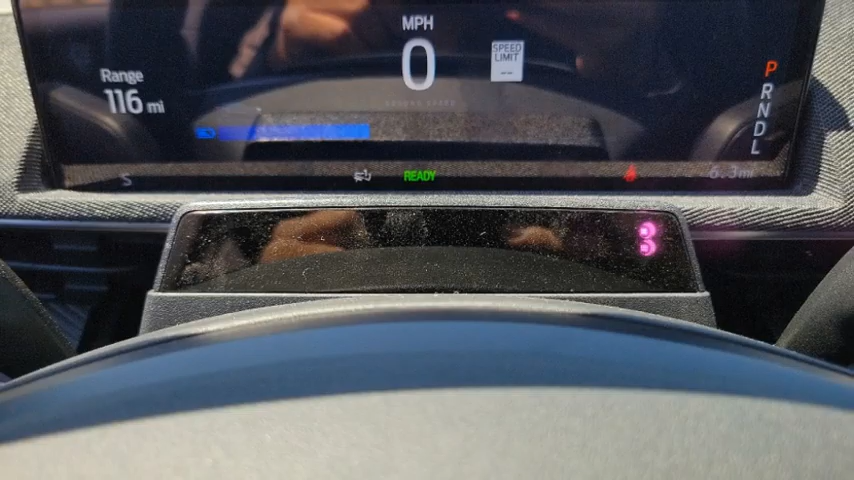 MPH
0
SPEED
LIMIT
---
Range
116 mi
P
R
N
D
L
S
READY
6.3 mi